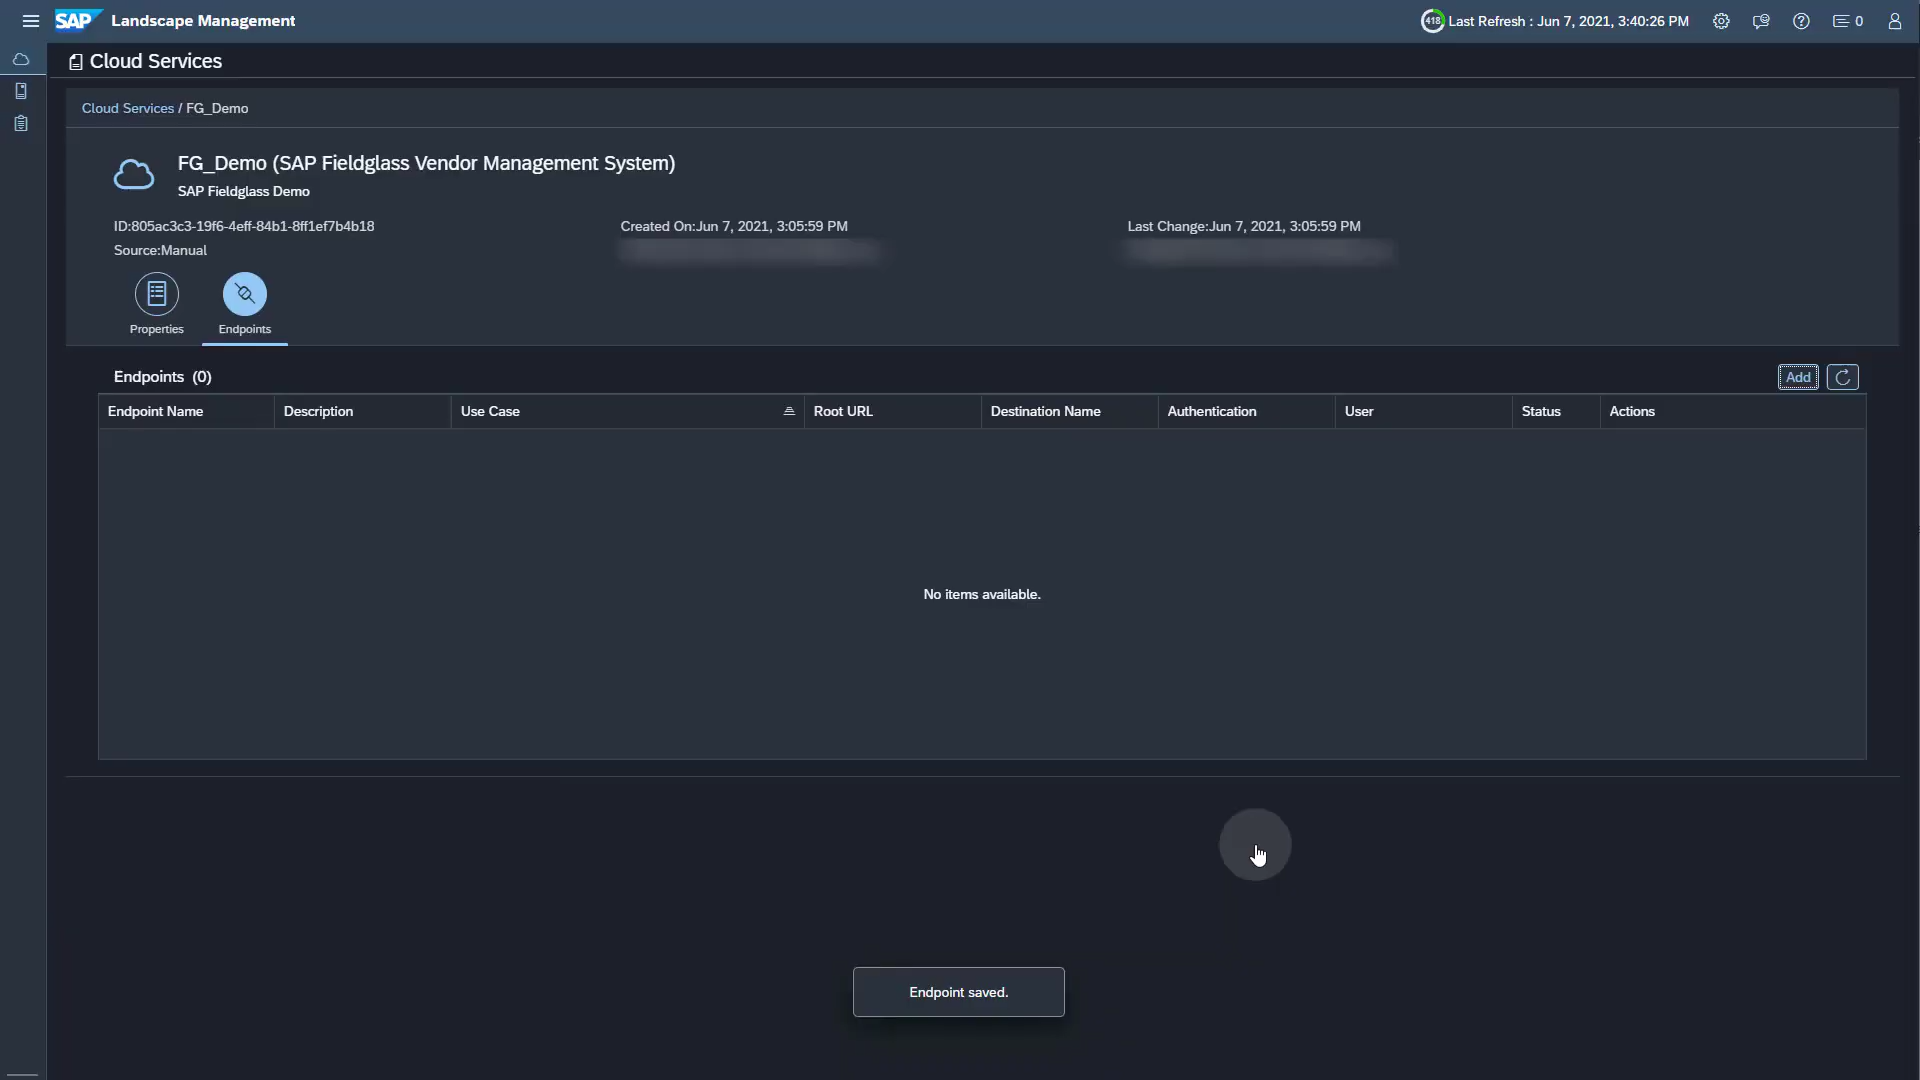 SAP Landscape Management
418 Last Refresh : Jun 7, 2021, 3:40:26 PM
0
Cloud Services
Cloud Services / FG_Demo
FG_Demo (SAP Fieldglass Vendor Management System)
SAP Fieldglass Demo
ID:805ac3c3-19f6-4eff-84b1-8ff1ef7b4b18
Created On:Jun 7, 2021, 3:05:59 PM
Last Change:Jun 7, 2021, 3:05:59 PM
Source:Manual
Properties
Endpoints
Endpoints (0)
Add
Endpoint Name
Description
Use Case
Root URL
Destination Name
Authentication
User
Status
Actions
No items available.
Endpoint saved.